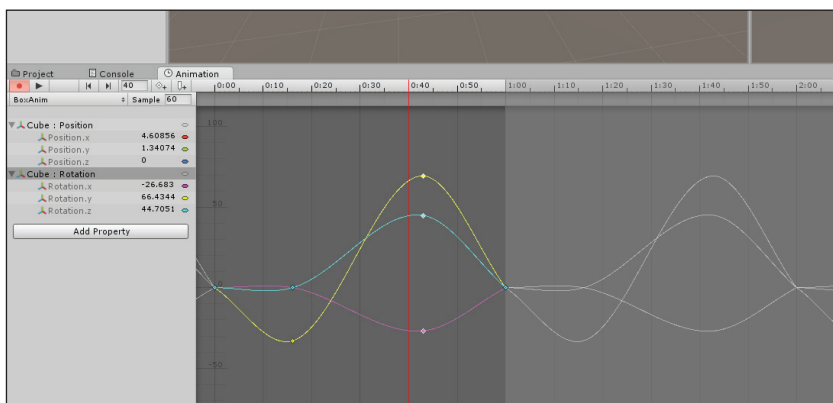 Project Console Animation
40 0:00 0:10 0:20 0:30 0:40 0:50 1:00 1:10 1:20 1:30 1:40 1:50 2:00
BoxAnim Sample 60
100
Cube : Position
Position.x 4.60856
Position.y 1.34074
Position.z 0
Cube : Rotation
Rotation.x -26.683
Rotation.y 66.4344
Rotation.z 44.7051
50
Add Property
0
-50